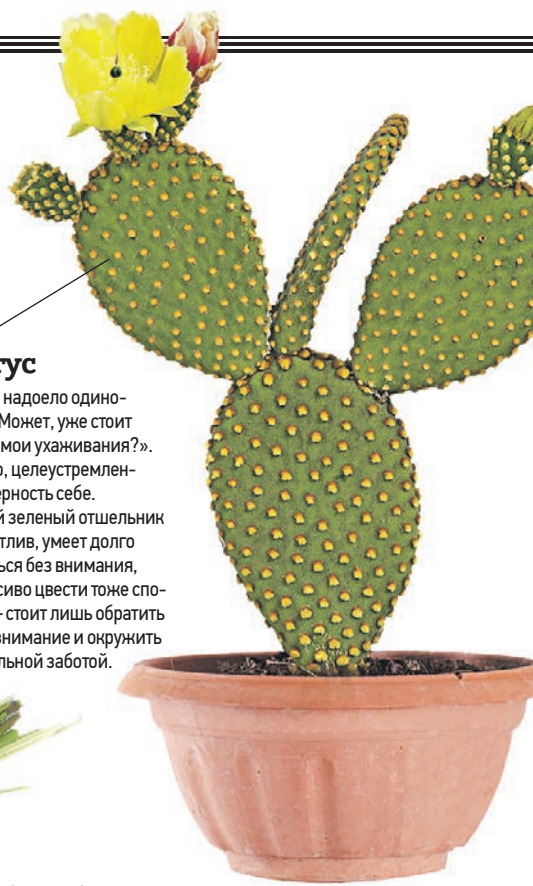 тус
надоело одино-
Может, уже стоит
мои ухаживания?».
целеустремлен-
ерность себе.
й зеленый отшельник
тлив, умеет долго
ься без внимания,
сиво цвести тоже спо-
- стоит лишь обратить
внимание и окружить
льной заботой.